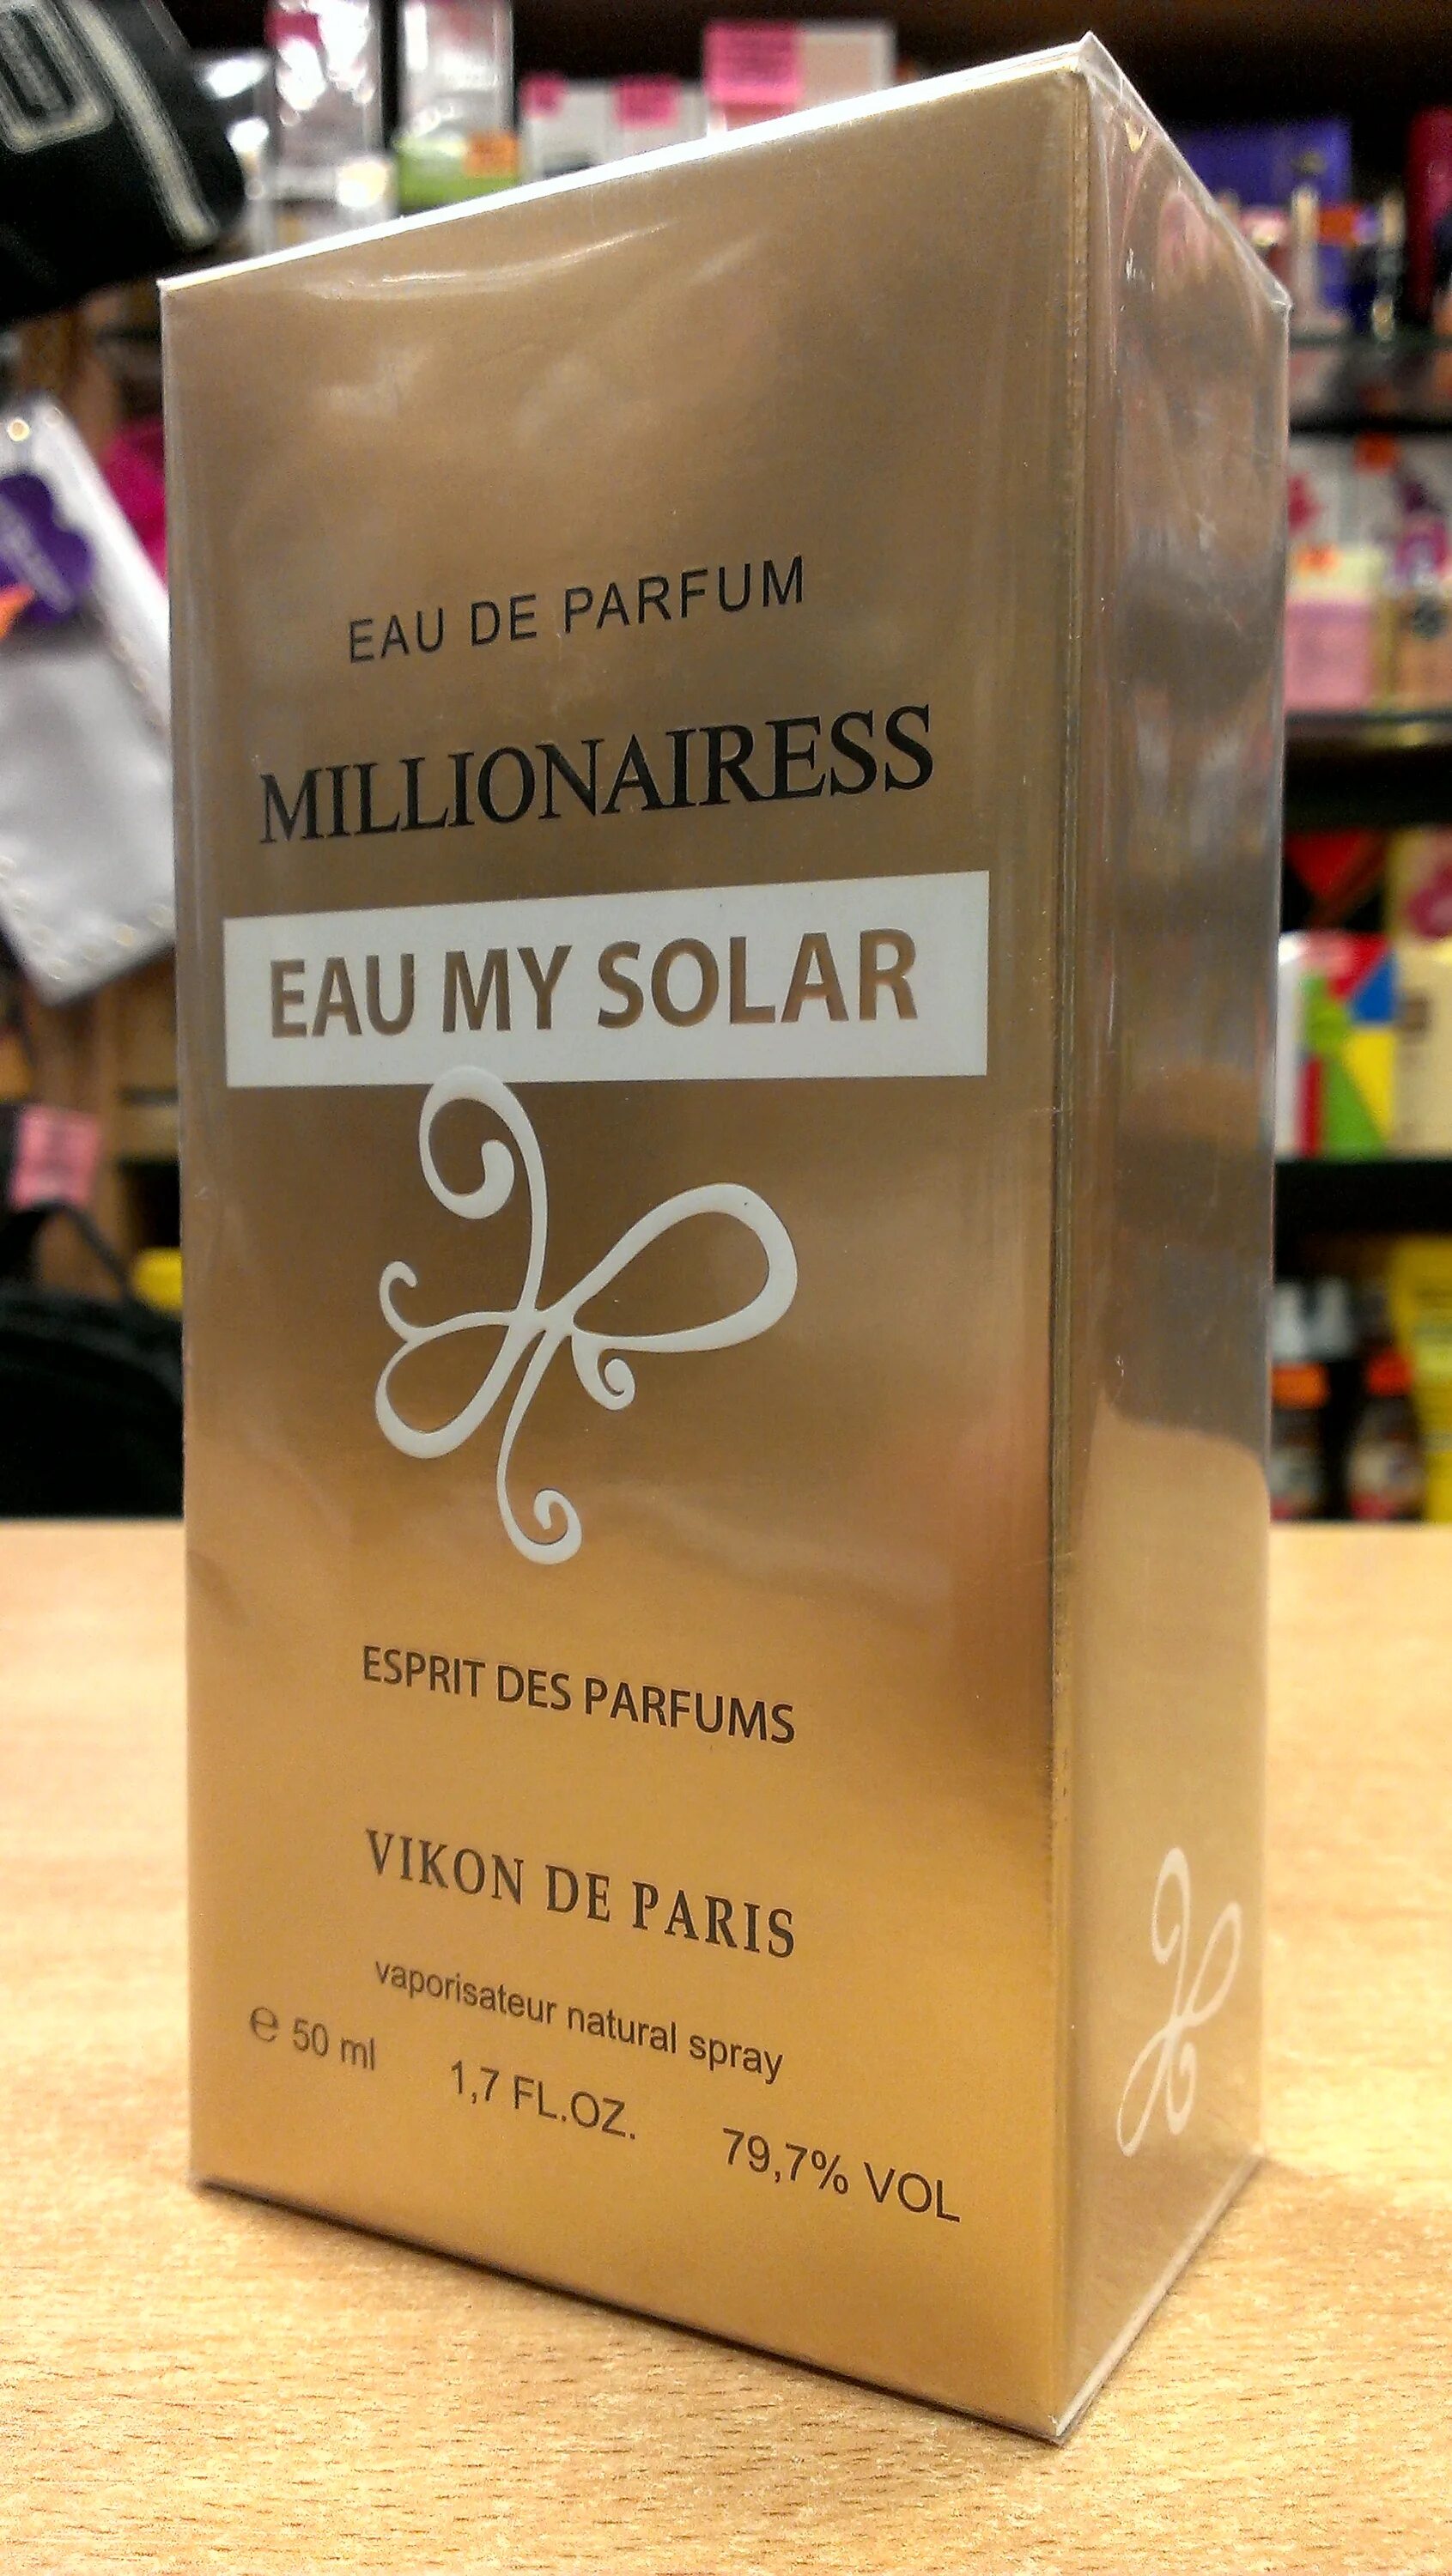 EAU DE PARFUM
MILLIONAIRESS
EAU MY SOLAR
ESPRIT DES PARFUMS
VIKON DE PARIS
vaporisateur natural spray
℮ 50 ml 1,7 FL.OZ. 79,7% VOL